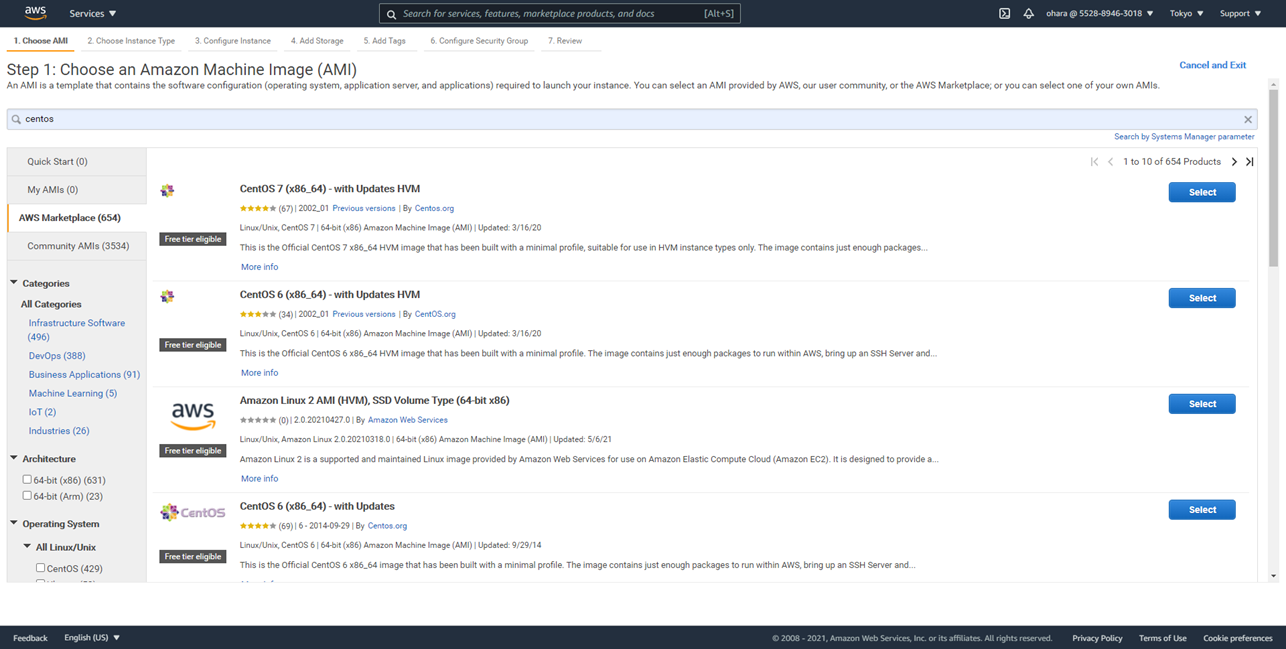 aws Services Search for services, features, marketplace products, and docs [Alt+S] ohara @ 5528-8946-3018 Tokyo Support
1. Choose AMI 2. Choose Instance Type 3. Configure Instance 4. Add Storage 5. Add Tags 6. Configure Security Group 7. Review
Step 1: Choose an Amazon Machine Image (AMI)
Cancel and Exit
An AMI is a template that contains the software configuration (operating system, application server, and applications) required to launch your instance. You can select an AMI provided by AWS, our user community, or the AWS Marketplace; or you can select one of your own AMIs.
centos
Search by Systems Manager parameter
Quick Start (0)
My AMIs (0)
AWS Marketplace (654)
Community AMIs (3534)
Categories
All Categories
Infrastructure Software
(496)
DevOps (388)
Business Applications (91)
Machine Learning (5)
IoT (2)
Industries (26)
Architecture
64-bit (x86) (631)
64-bit (Arm) (23)
Operating System
All Linux/Unix
CentOS (429)
1 to 10 of 654 Products
CentOS 7 (x86_64) - with Updates HVM
Select
(67) | 2002_01 Previous versions | By Centos.org
Linux/Unix, CentOS 7 | 64-bit (x86) Amazon Machine Image (AMI) | Updated: 3/16/20
Free tier eligible
This is the Official CentOS 7 x86_64 HVM image that has been built with a minimal profile, suitable for use in HVM instance types only. The image contains just enough packages...
More info
CentOS 6 (x86_64) - with Updates HVM
Select
(34) | 2002_01 Previous versions | By CentOS.org
Linux/Unix, CentOS 6 | 64-bit (x86) Amazon Machine Image (AMI) | Updated: 3/16/20
Free tier eligible
This is the Official CentOS 6 x86_64 HVM image that has been built with a minimal profile. The image contains just enough packages to run within AWS, bring up an SSH Server and...
More info
aws
Amazon Linux 2 AMI (HVM), SSD Volume Type (64-bit x86)
Select
(0) | 2.0.20210427.0 | By Amazon Web Services
Linux/Unix, Amazon Linux 2.0.20210318.0 | 64-bit (x86) Amazon Machine Image (AMI) | Updated: 5/6/21
Free tier eligible
Amazon Linux 2 is a supported and maintained Linux image provided by Amazon Web Services for use on Amazon Elastic Compute Cloud (Amazon EC2). It is designed to provide a...
More info
CentOS
CentOS 6 (x86_64) - with Updates
Select
(69) | 6 - 2014-09-29 | By Centos.org
Linux/Unix, CentOS 6 | 64-bit (x86) Amazon Machine Image (AMI) | Updated: 9/29/14
Free tier eligible
This is the Official CentOS 6 x86_64 image that has been built with a minimal profile. The image contains just enough packages to run within AWS, bring up an SSH Server and...
Feedback English (US) © 2008 - 2021, Amazon Web Services, Inc. or its affiliates. All rights reserved. Privacy Policy Terms of Use Cookie preferences